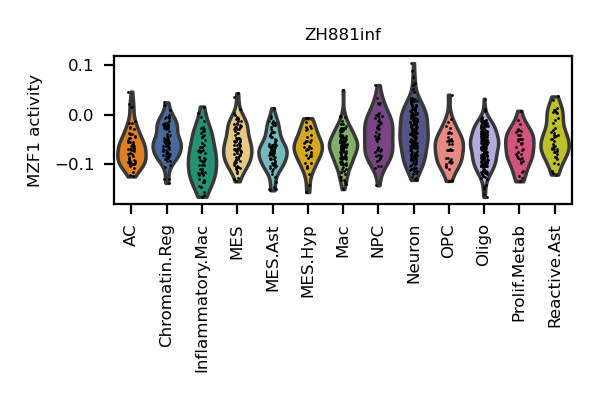 ZH881inf
MZF1 activity
0.1
0.0
−0.1
AC
Chromatin.Reg
Inflammatory.Mac
MES
MES.Ast
MES.Hyp
Mac
NPC
Neuron
OPC
Oligo
Prolif.Metab
Reactive.Ast